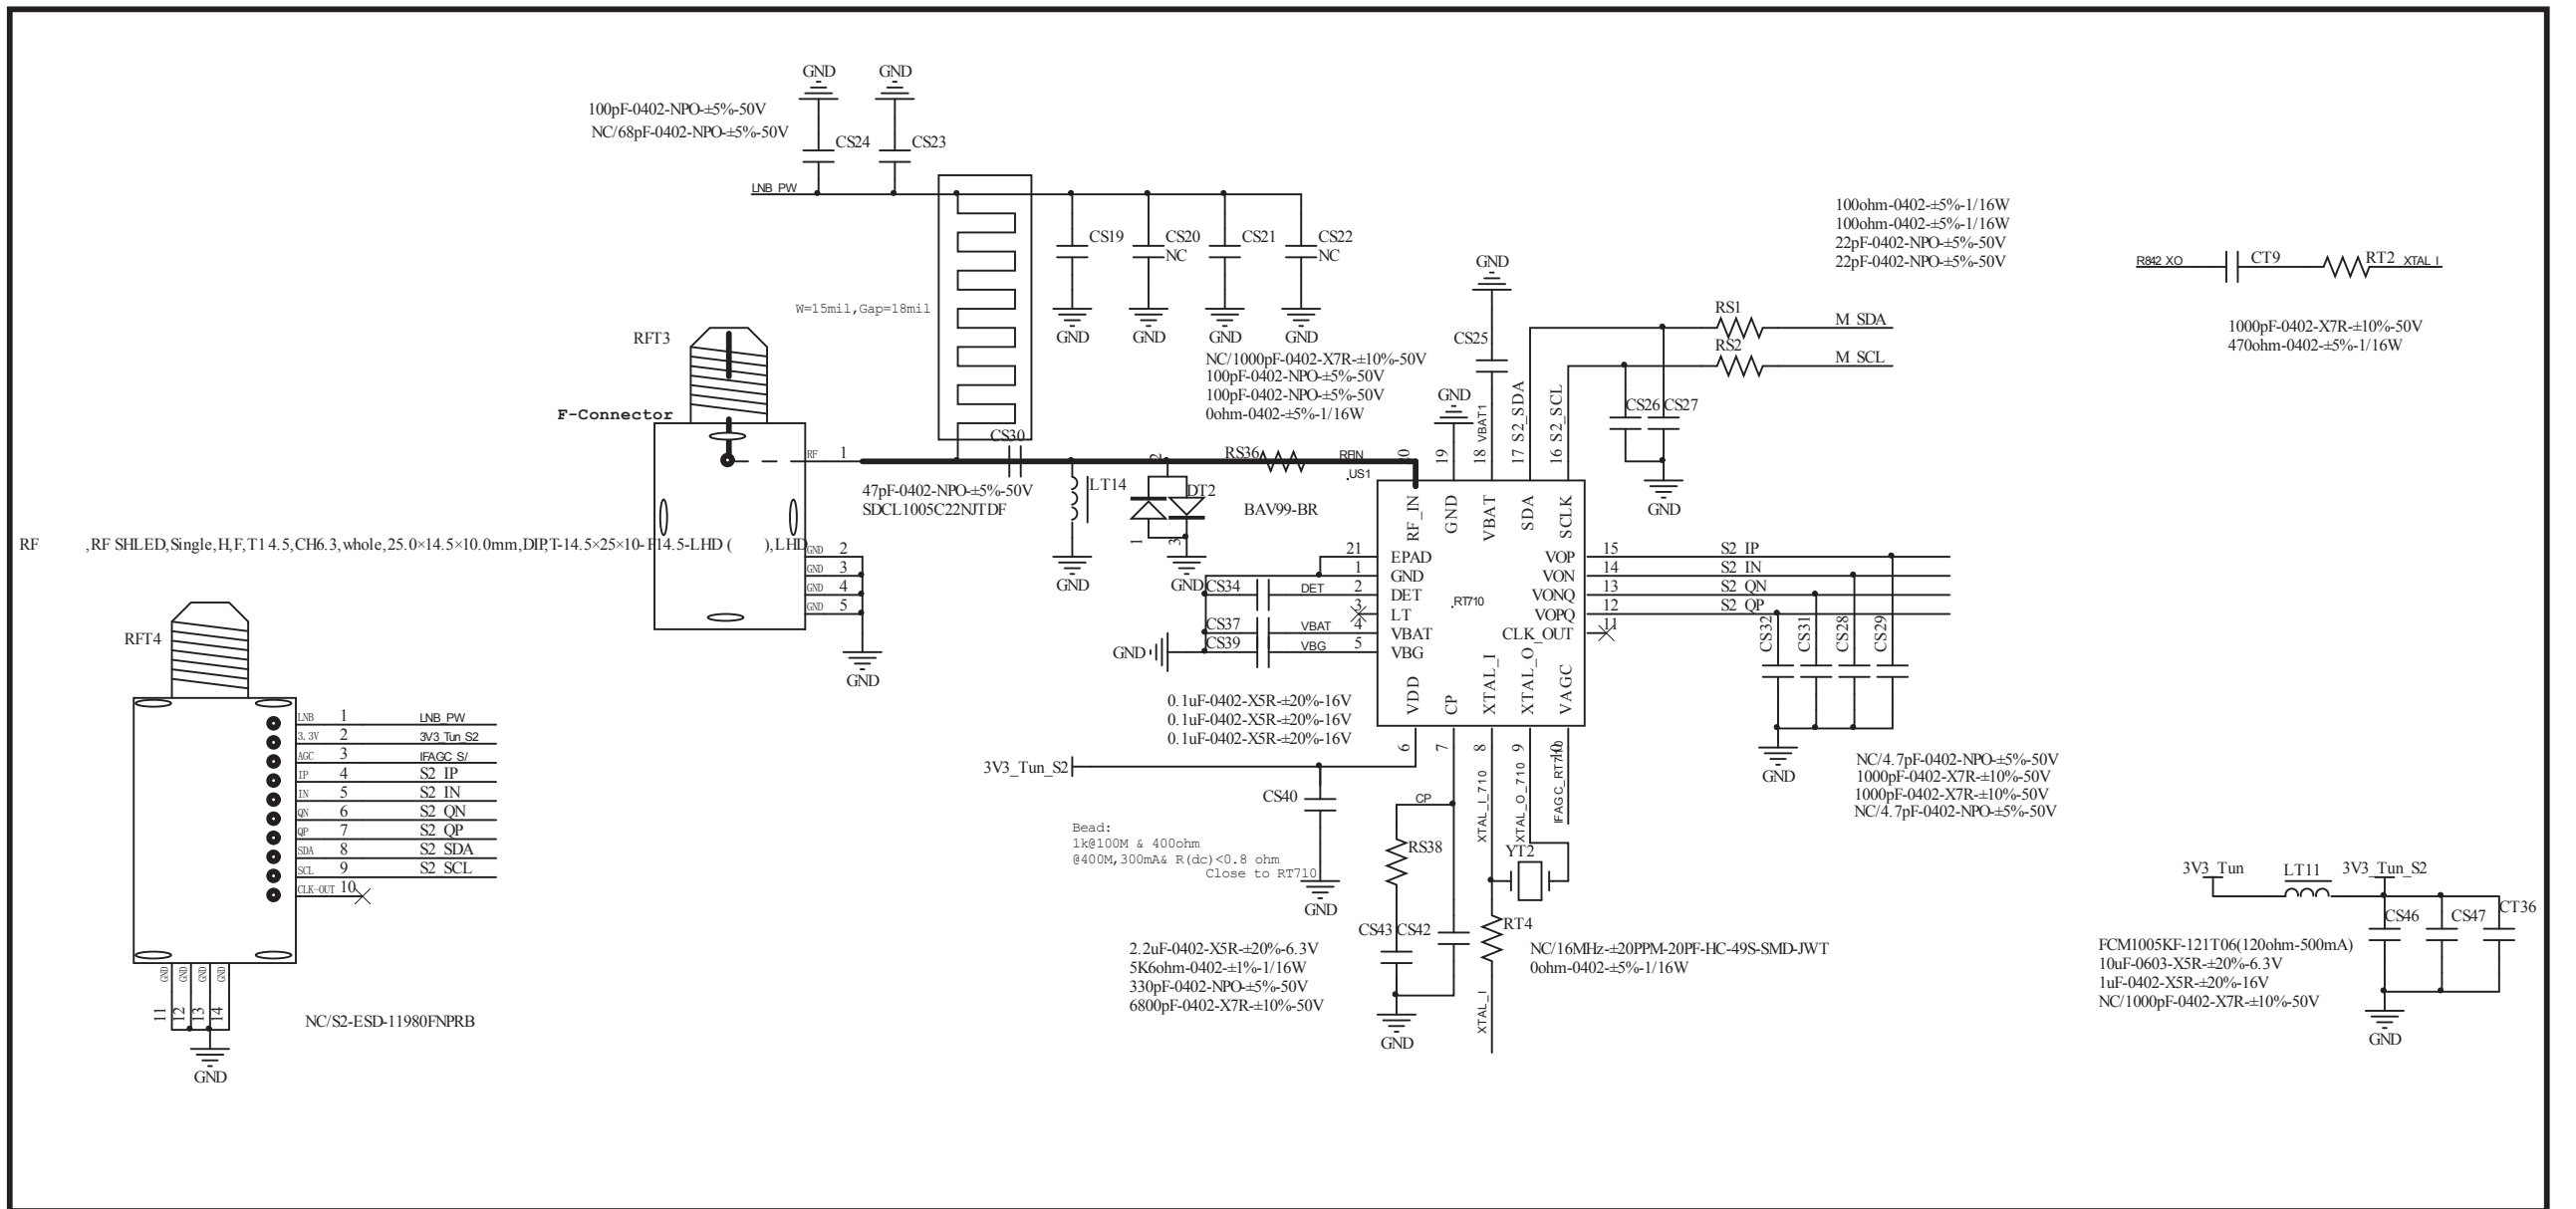 GND
GND
100pF-0402-NPO-±5%-50V
NC/68pF-0402-NPO-±5%-50V
CS24
CS23
LNB_PW
W=15mil,Gap=18mil
CS19
CS20
NC
CS21
CS22
NC
GND
GND
GND
GND
NC/1000pF-0402-X7R-±10%-50V
100pF-0402-NPO-±5%-50V
100pF-0402-NPO-±5%-50V
0ohm-0402-±5%-1/16W
100ohm-0402-±5%-1/16W
100ohm-0402-±5%-1/16W
22pF-0402-NPO-±5%-50V
22pF-0402-NPO-±5%-50V
R842_XO
CT9
RT2
XTAL_I
1000pF-0402-X7R-±10%-50V
470ohm-0402-±5%-1/16W
GND
CS25
RS1
M_SDA
RS2
M_SCL
GND
18 VBAT1
17 S2_SDA
16 S2_SCL
CS26
CS27
GND
RFT3
F-Connector
RF
1
CS30
47pF-0402-NPO-±5%-50V
SDCL1005C22NJTDF
LT14
GND
2
DT2
1
3
GND
BAV99-BR
RS36
RFIN
20
19
.US1
RF_IN
GND
VBAT
SDA
SCLK
RF ,RF SHLED,Single,H,F,T14.5,CH6.3,whole,25.0×14.5×10.0mm,DIP,T-14.5×25×10-F14.5-LHD ( ),LHD
GND 2
GND 3
GND 4
GND 5
GND
21 EPAD
1 GND
CS34 DET 2 DET
3 LT
CS37 VBAT 4 VBAT
CS39 VBG 5 VBG
GND
.RT710
VOP 15 S2_IP
VON 14 S2_IN
VONQ 13 S2_QN
VOPQ 12 S2_QP
CLK_OUT 11
VDD
CP
XTAL_I
XTAL_O
VAGC
CS32
CS31
CS28
CS29
GND
NC/4.7pF-0402-NPO-±5%-50V
1000pF-0402-X7R-±10%-50V
1000pF-0402-X7R-±10%-50V
NC/4.7pF-0402-NPO-±5%-50V
0.1uF-0402-X5R-±20%-16V
0.1uF-0402-X5R-±20%-16V
0.1uF-0402-X5R-±20%-16V
3V3_Tun_S2
6
7
8
9
10
XTAL_I_710
XTAL_O_710
IFAGC_RT710
CS40
GND
Bead:
1k@100M & 400ohm
@400M,300mA& R(dc)<0.8 ohm
Close to RT710
CP
RS38
CS43
CS42
GND
YT2
RT4
XTAL_I
NC/16MHz-±20PPM-20PF-HC-49S-SMD-JWT
0ohm-0402-±5%-1/16W
2.2uF-0402-X5R-±20%-6.3V
5K6ohm-0402-±1%-1/16W
330pF-0402-NPO-±5%-50V
6800pF-0402-X7R-±10%-50V
RFT4
LNB 1 LNB_PW
3.3V 2 3V3_Tun_S2
AGC 3 IFAGC_S/
IP 4 S2_IP
IN 5 S2_IN
QN 6 S2_QN
QP 7 S2_QP
SDA 8 S2_SDA
SCL 9 S2_SCL
CLK-OUT 10
GND
GND
GND
GND
11
12
13
14
GND
NC/S2-ESD-11980FNPRB
3V3_Tun
LT11
3V3_Tun_S2
CS46
CS47
CT36
FCM1005KF-121T06(120ohm-500mA)
10uF-0603-X5R-±20%-6.3V
1uF-0402-X5R-±20%-16V
NC/1000pF-0402-X7R-±10%-50V
GND